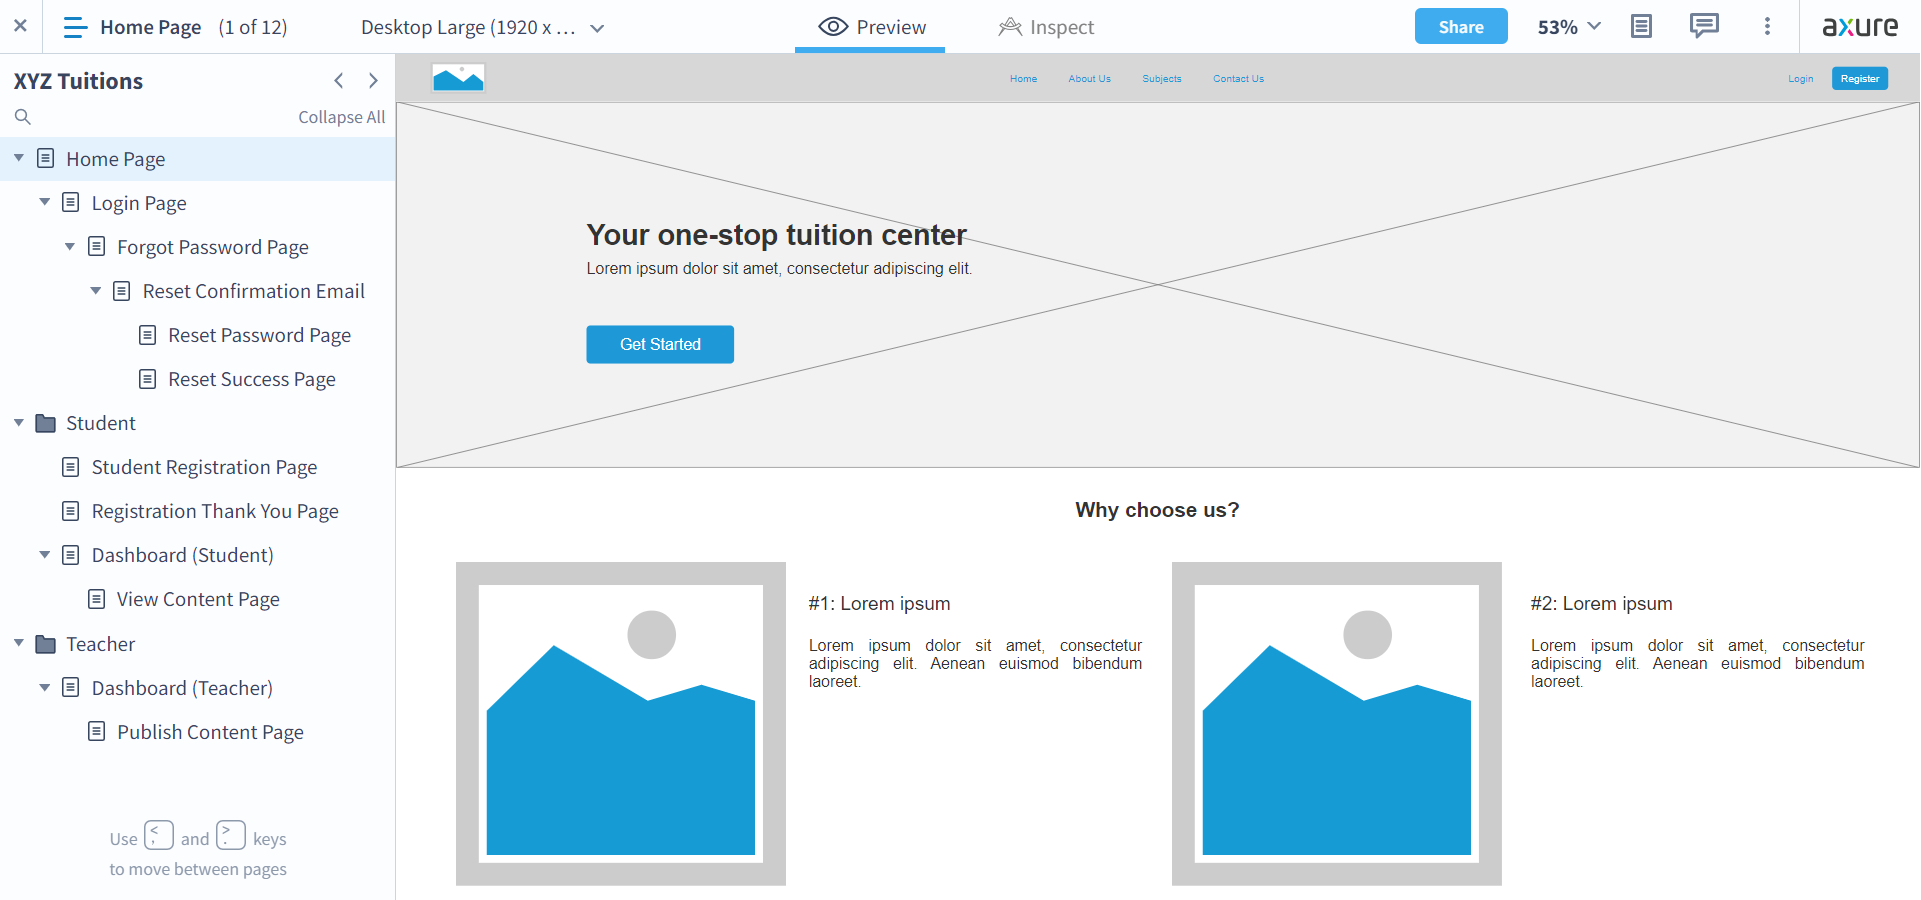 Home Page (1 of 12) Desktop Large (1920 x ... Preview Inspect Share 53% axure
XYZ Tuitions
Collapse All
Home Page
Login Page
Forgot Password Page
Reset Confirmation Email
Reset Password Page
Reset Success Page
Student
Student Registration Page
Registration Thank You Page
Dashboard (Student)
View Content Page
Teacher
Dashboard (Teacher)
Publish Content Page
Use < , and > . keys
to move between pages
Home About Us Subjects Contact Us Login Register
Your one-stop tuition center
Lorem ipsum dolor sit amet, consectetur adipiscing elit.
Get Started
Why choose us?
#1: Lorem ipsum
Lorem ipsum dolor sit amet, consectetur
adipiscing elit. Aenean euismod bibendum
laoreet.
#2: Lorem ipsum
Lorem ipsum dolor sit amet, consectetur
adipiscing elit. Aenean euismod bibendum
laoreet.